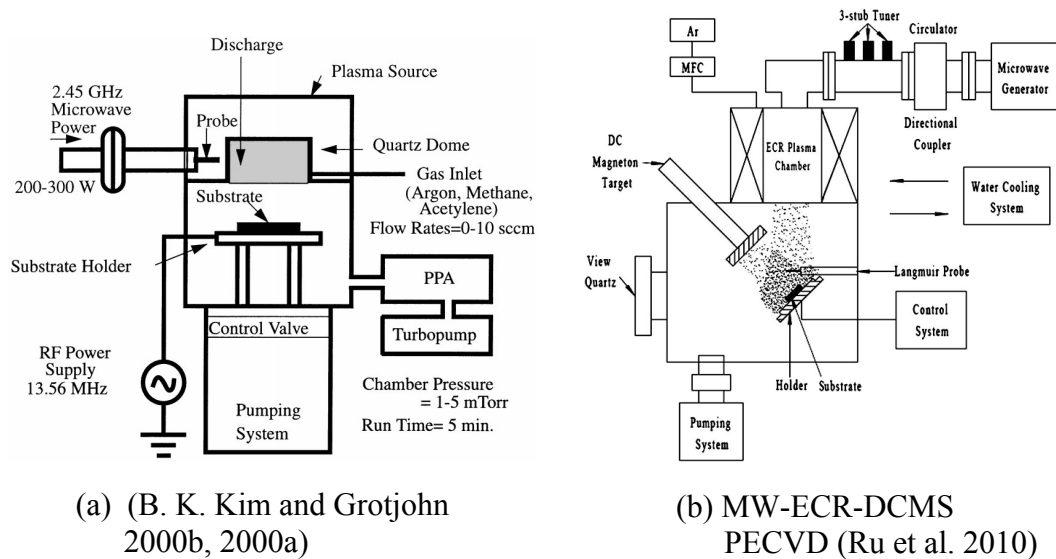 Discharge
Plasma Source
2.45 GHz
Microwave
Power
Probe
Quartz Dome
200-300 W
Gas Inlet
(Argon, Methane,
Acetylene)
Flow Rates=0-10 sccm
Substrate
Substrate Holder
PPA
Turbopump
Control Valve
RF Power
Supply
13.56 MHz
Chamber Pressure
= 1-5 mTorr
Run Time= 5 min.
Pumping
System
(a) (B. K. Kim and Grotjohn
2000b, 2000a)
Ar
MFC
3-stub Tuner
Circulator
Microwave
Generator
Directional
Coupler
DC
Magneton
Target
ECR Plasma
Chamber
Water Cooling
System
View
Quartz
Langmuir Probe
Control
System
Holder
Substrate
Pumping
System
(b) MW-ECR-DCMS
PECVD (Ru et al. 2010)